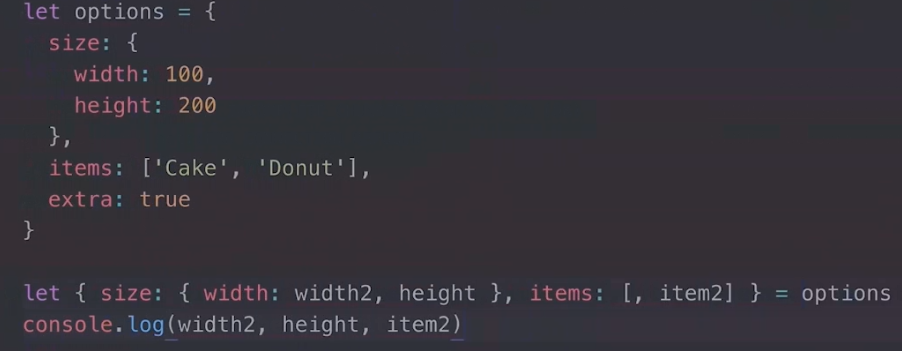 let options = {
  size: {
    width: 100,
    height: 200
  },
  items: ['Cake', 'Donut'],
  extra: true
}

let { size: { width: width2, height }, items: [, item2] } = options
console.log(width2, height, item2)